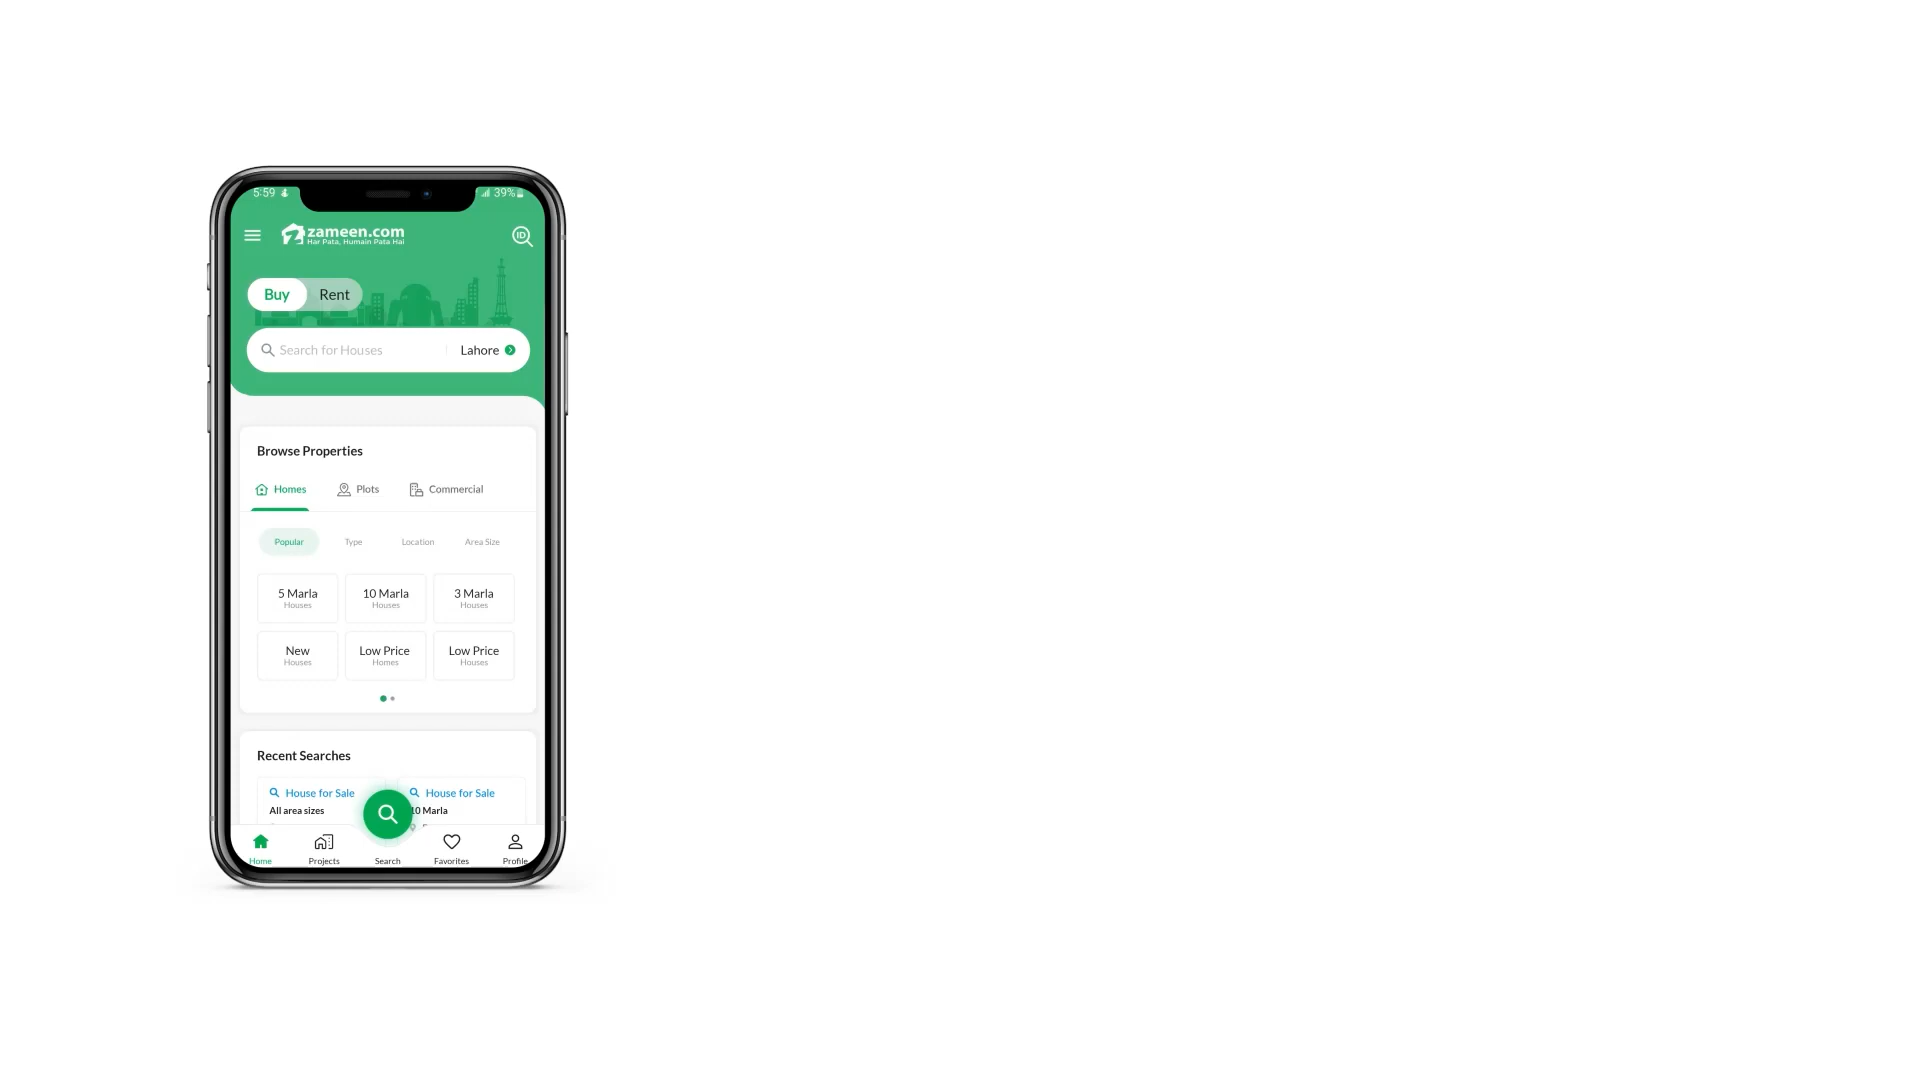 5:59
39%
zameen.com
Har Pata, Humain Pata Hai
ID
Buy Rent
Search for Houses Lahore
Browse Properties
Homes Plots Commercial
Popular Type Location Area Size
5 Marla 10 Marla 3 Marla
Houses Houses Houses
New Low Price Low Price
Houses Homes Houses
Recent Searches
House for Sale House for Sale
All area sizes 10 Marla
Home Projects Search Favorites Profile